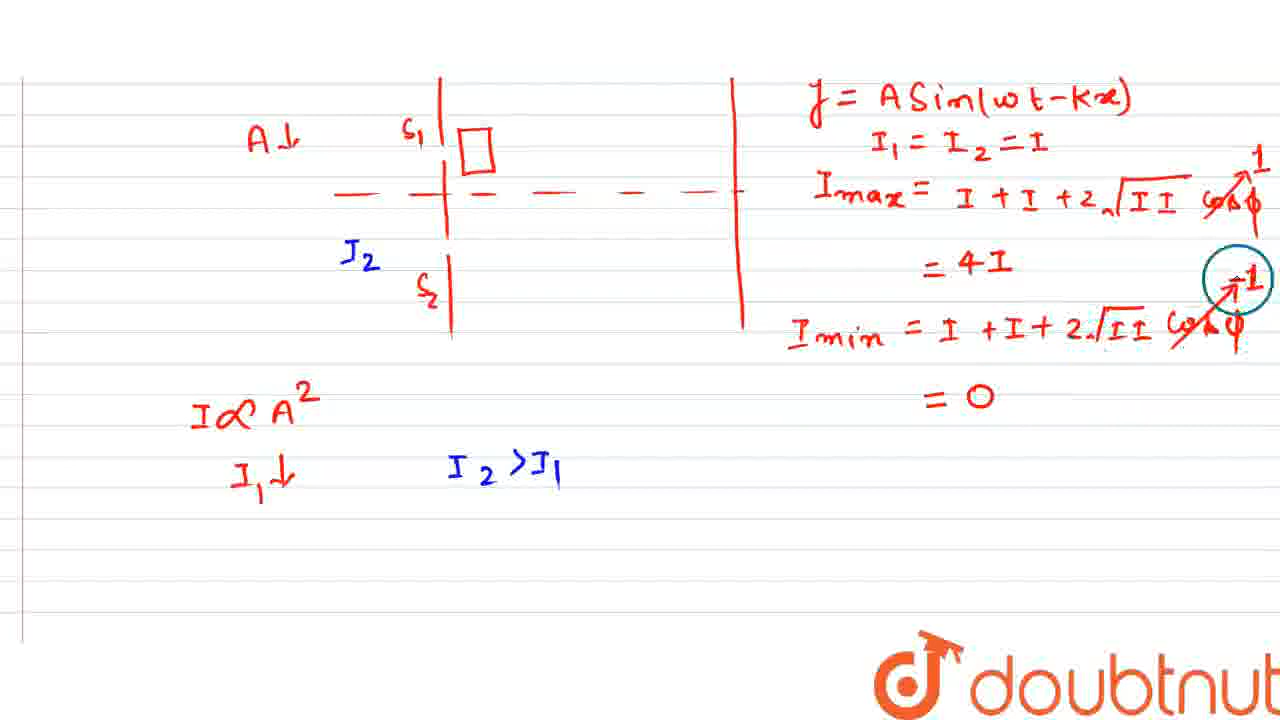 A↓
S₁
I₂
S₂
I ∝ A²
I₁↓
I₂ > I₁
y = A Sin(ωt - kx)
I₁ = I₂ = I
Imax = I + I + 2√II cosϕ 1
= 4I
Imin = I + I + 2√II cosϕ -1
= 0
doubtnut